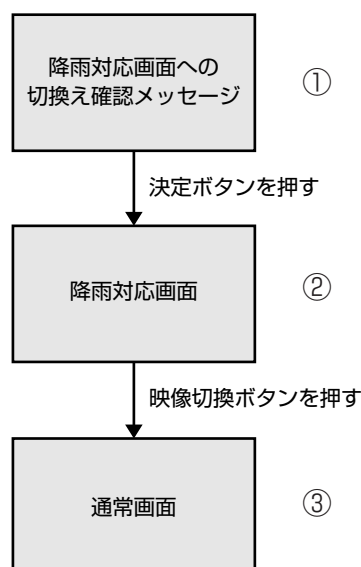 降雨対応画面への
切換え確認メッセージ
①
決定ボタンを押す
降雨対応画面
②
映像切換ボタンを押す
通常画面
③